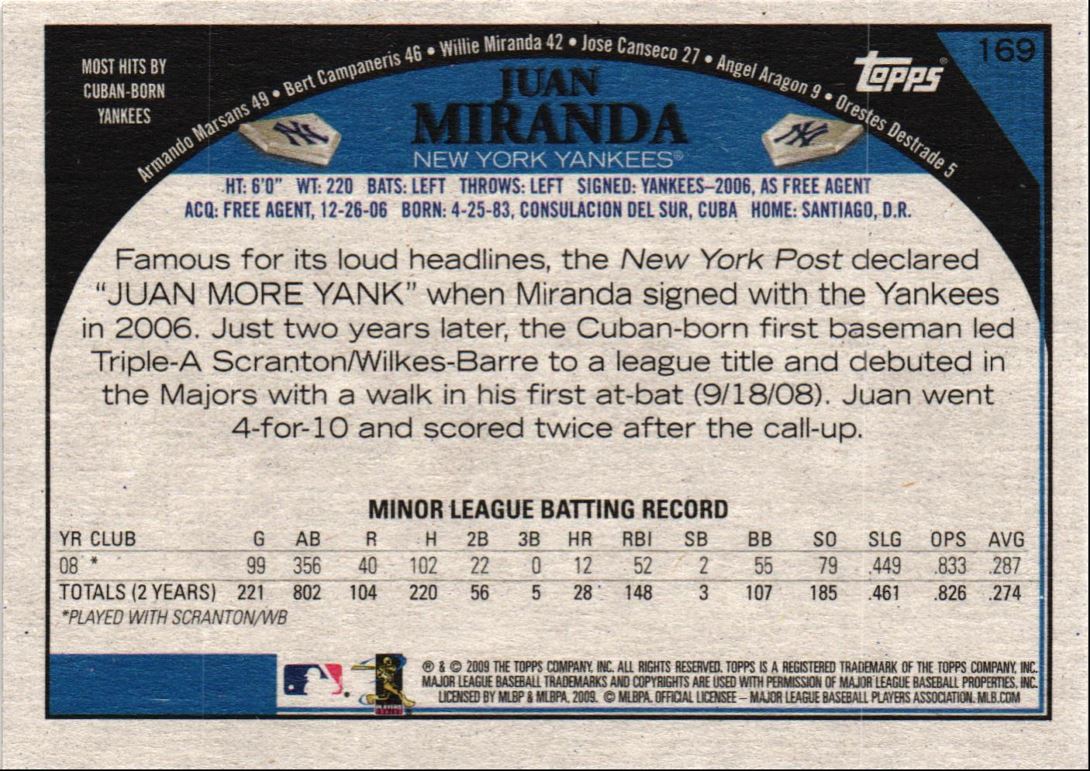 169
MOST HITS BY
CUBAN-BORN
YANKEES
Armando Marsans 49 • Bert Campaneris 46 • Willie Miranda 42 • Jose Canseco 27 • Angel Aragon 9 • Orestes Destrade 5
Topps®
JUAN
MIRANDA
NEW YORK YANKEES®
HT: 6'0" WT: 220 BATS: LEFT THROWS: LEFT SIGNED: YANKEES–2006, AS FREE AGENT
ACQ: FREE AGENT, 12-26-06 BORN: 4-25-83, CONSULACION DEL SUR, CUBA HOME: SANTIAGO, D.R.
Famous for its loud headlines, the New York Post declared
"JUAN MORE YANK" when Miranda signed with the Yankees
in 2006. Just two years later, the Cuban-born first baseman led
Triple-A Scranton/Wilkes-Barre to a league title and debuted in
the Majors with a walk in his first at-bat (9/18/08). Juan went
4-for-10 and scored twice after the call-up.
MINOR LEAGUE BATTING RECORD
YR CLUB G AB R H 2B 3B HR RBI SB BB SO SLG OPS AVG
08 * 99 356 40 102 22 0 12 52 2 55 79 .449 .833 .287
TOTALS (2 YEARS) 221 802 104 220 56 5 28 148 3 107 185 .461 .826 .274
*PLAYED WITH SCRANTON/WB
® & © 2009 THE TOPPS COMPANY, INC. ALL RIGHTS RESERVED. TOPPS IS A REGISTERED TRADEMARK OF THE TOPPS COMPANY, INC.
MAJOR LEAGUE BASEBALL TRADEMARKS AND COPYRIGHTS ARE USED WITH PERMISSION OF MAJOR LEAGUE BASEBALL PROPERTIES, INC.
LICENSED BY MLBP & MLBPA, 2009. © MLBPA. OFFICIAL LICENSEE – MAJOR LEAGUE BASEBALL PLAYERS ASSOCIATION. MLB.COM
PLAYERS